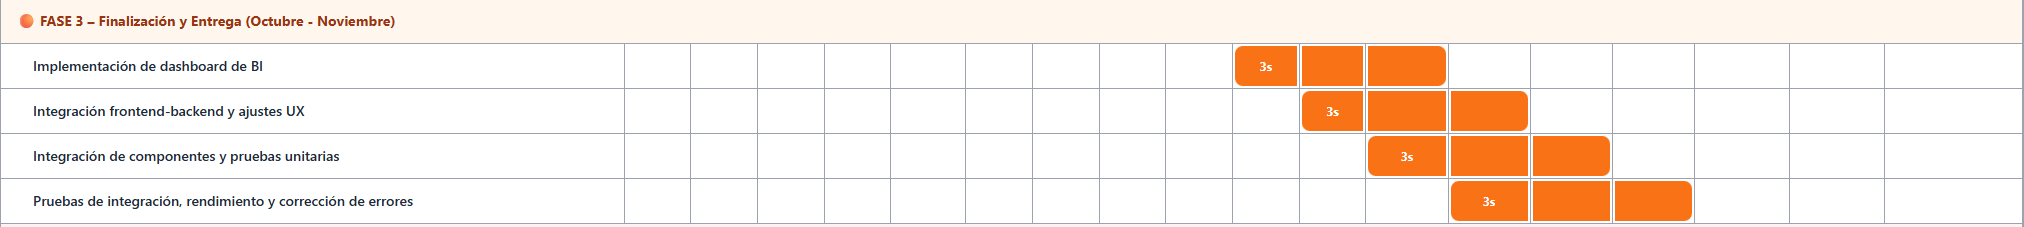 FASE 3 – Finalización y Entrega (Octubre - Noviembre)
Implementación de dashboard de BI
3s
Integración frontend-backend y ajustes UX
3s
Integración de componentes y pruebas unitarias
3s
Pruebas de integración, rendimiento y corrección de errores
3s